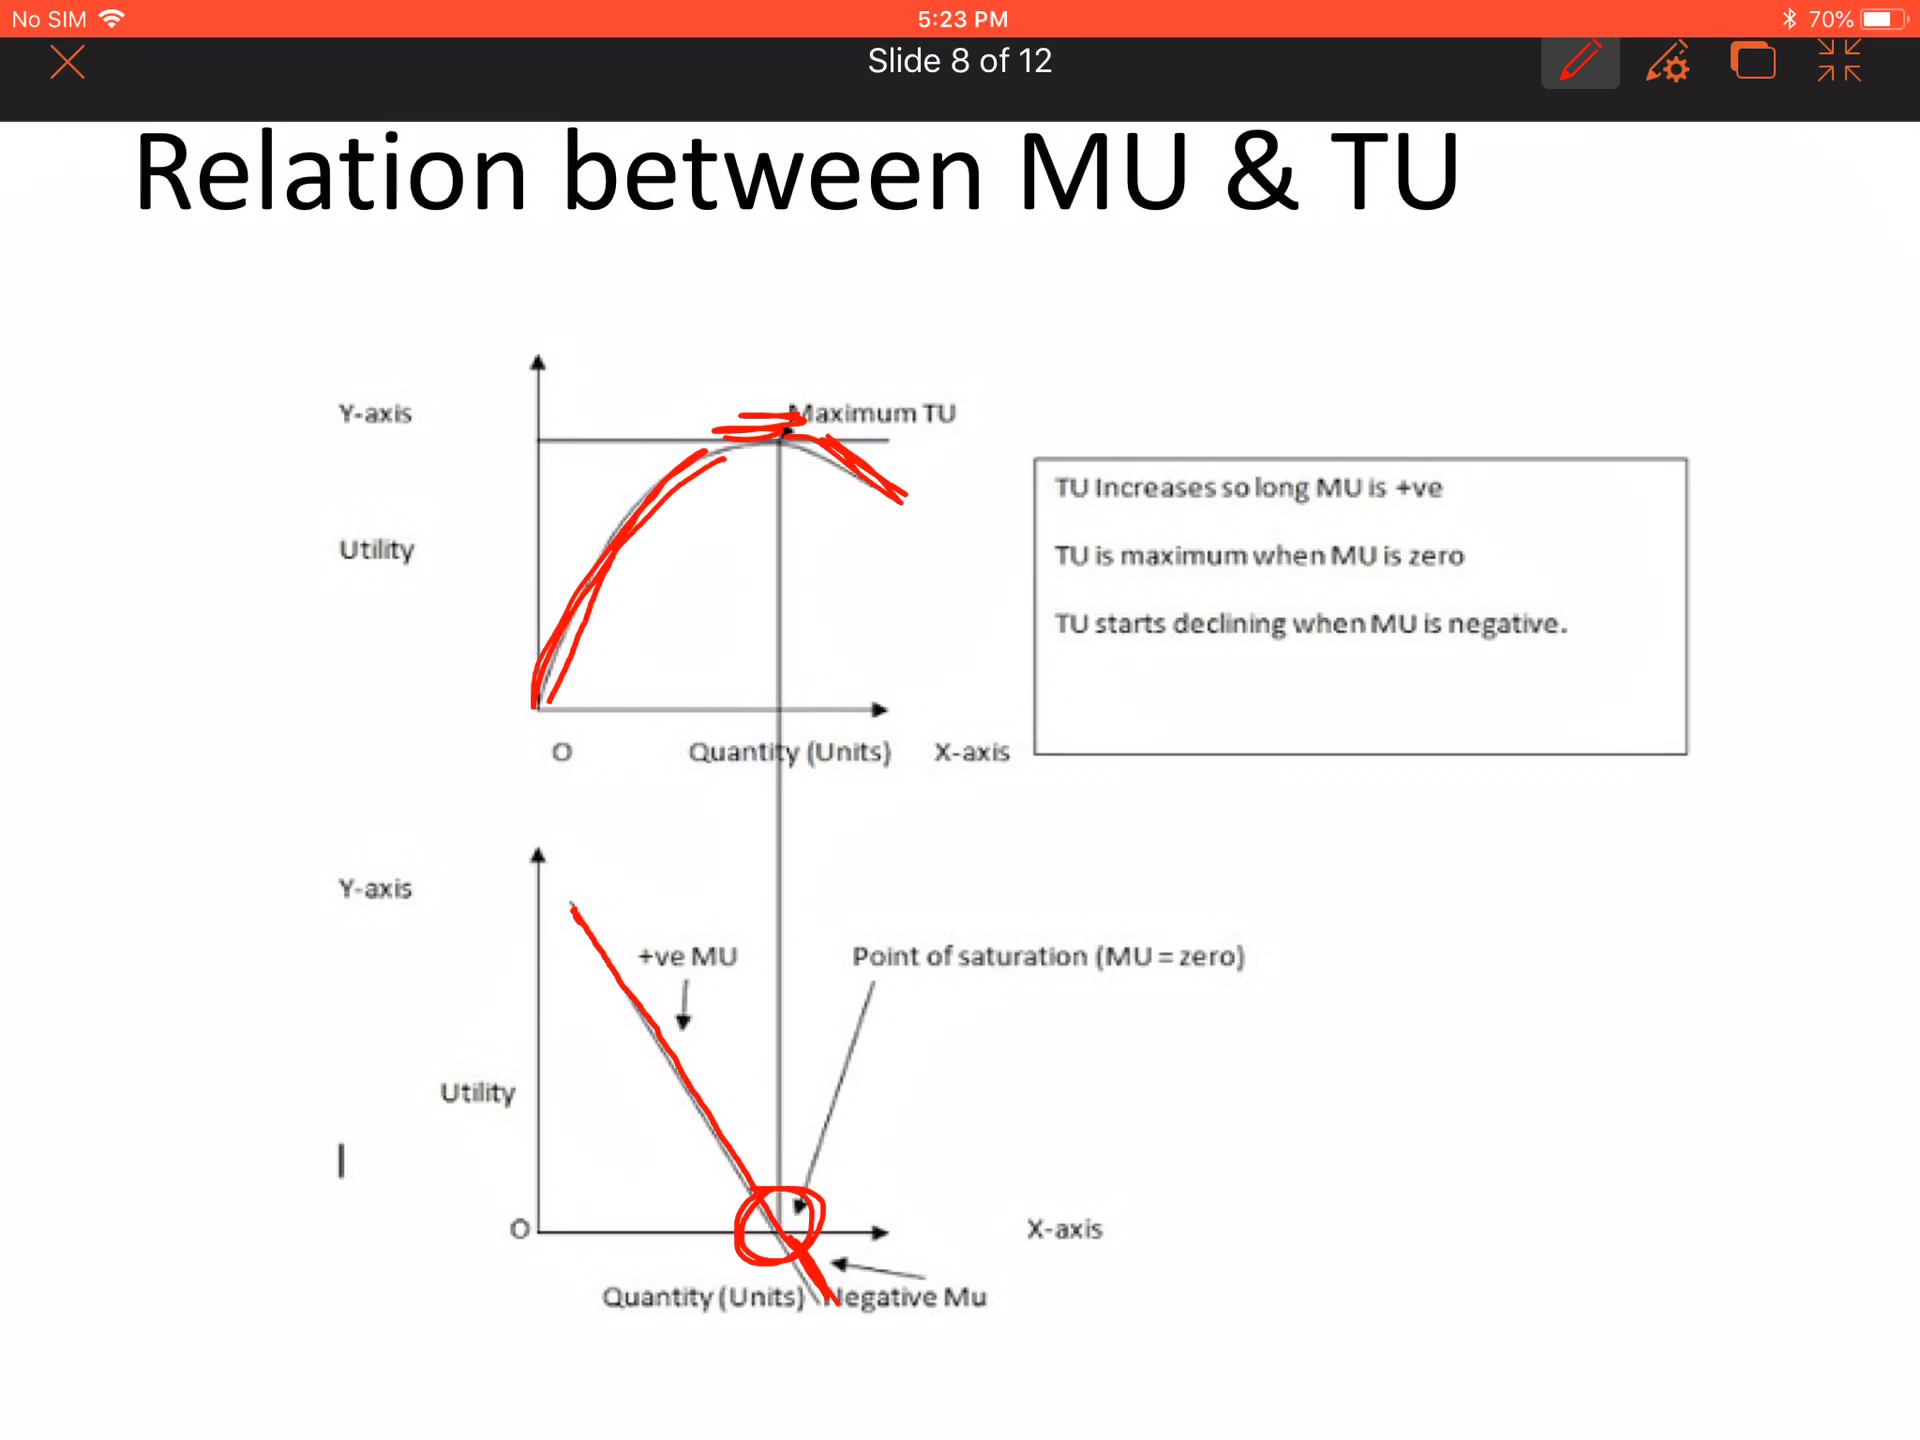 No SIM
5:23 PM
70%
Slide 8 of 12
Relation between MU & TU
Y-axis
Maximum TU
Utility
TU Increases so long MU is +ve
TU is maximum when MU is zero
TU starts declining when MU is negative.
O
Quantity (Units)
X-axis
Y-axis
+ve MU
Point of saturation (MU = zero)
Utility
O
X-axis
Quantity (Units)
Negative Mu